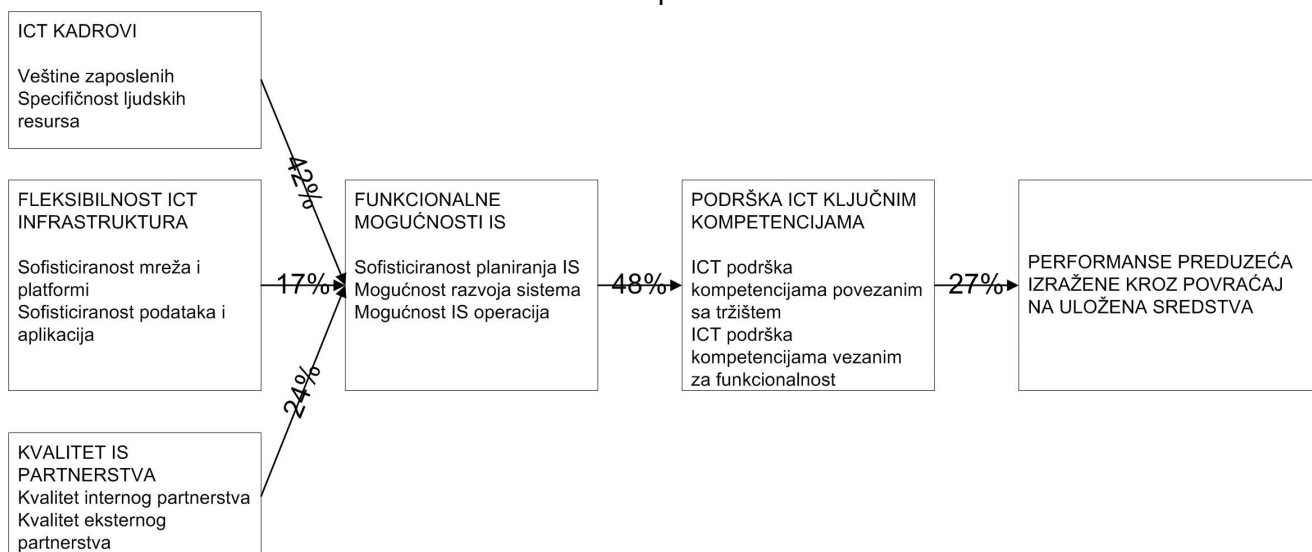 ICT KADROVI
Veštine zaposlenih
Specifičnost ljudskih
resursa
42%
FLEKSIBILNOST ICT
INFRASTRUKTURA
Sofisticiranost mreža i
platformi
Sofisticiranost podataka i
aplikacija
17%
KVALITET IS
PARTNERSTVA
Kvalitet internog partnerstva
Kvalitet eksternog
partnerstva
24%
FUNKCIONALNE
MOGUĆNOSTI IS
Sofisticiranost planiranja IS
Mogućnost razvoja sistema
Mogućnost IS operacija
48%
PODRŠKA ICT KLJUČNIM
KOMPETENCIJAMA
ICT podrška
kompetencijama povezanim
sa tržištem
ICT podrška
kompetencijama vezanim
za funkcionalnost
27%
PERFORMANSE PREDUZEĆA
IZRAŽENE KROZ POVRAĆAJ
NA ULOŽENA SREDSTVA